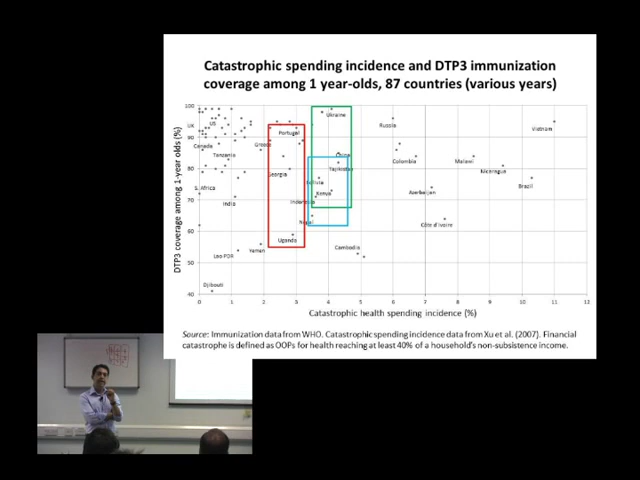 Catastrophic spending incidence and DTP3 immunization
coverage among 1 year-olds, 87 countries (various years)
DTP3 coverage among 1-year olds (%)
100
90
80
70
60
50
40
UK
US
Canada
Tanzania
Greece
Portugal
Ukraine
Russia
Vietnam
China
Colombia
Malawi
S. Africa
Georgia
Tajikistan
Nicaragua
India
Bolivia
Kenya
Azerbaijan
Brazil
Indonesia
Nepal
Côte d'Ivoire
Uganda
Lao PDR
Yemen
Cambodia
Djibouti
0 1 2 3 4 5 6 7 8 9 10 11 12
Catastrophic health spending incidence (%)
Source: Immunization data from WHO. Catastrophic spending incidence data from Xu et al. (2007). Financial
catastrophe is defined as OOPs for health reaching at least 40% of a household's non-subsistence income.